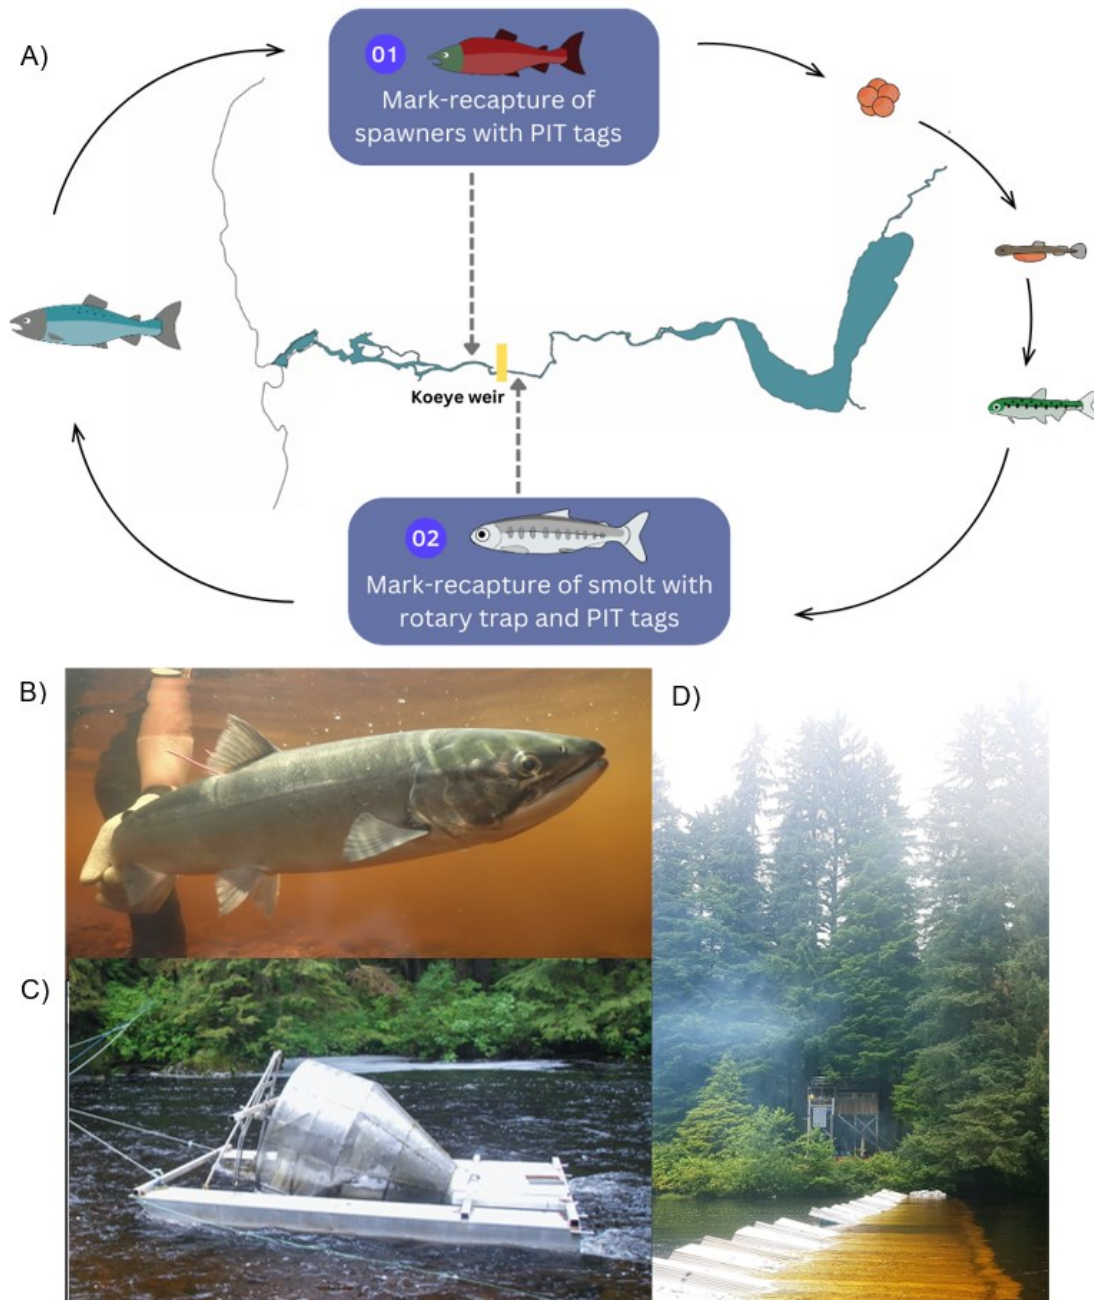 A)
01
Mark-recapture of
spawners with PIT tags
Koeye weir
02
Mark-recapture of smolt with
rotary trap and PIT tags
B)
D)
C)